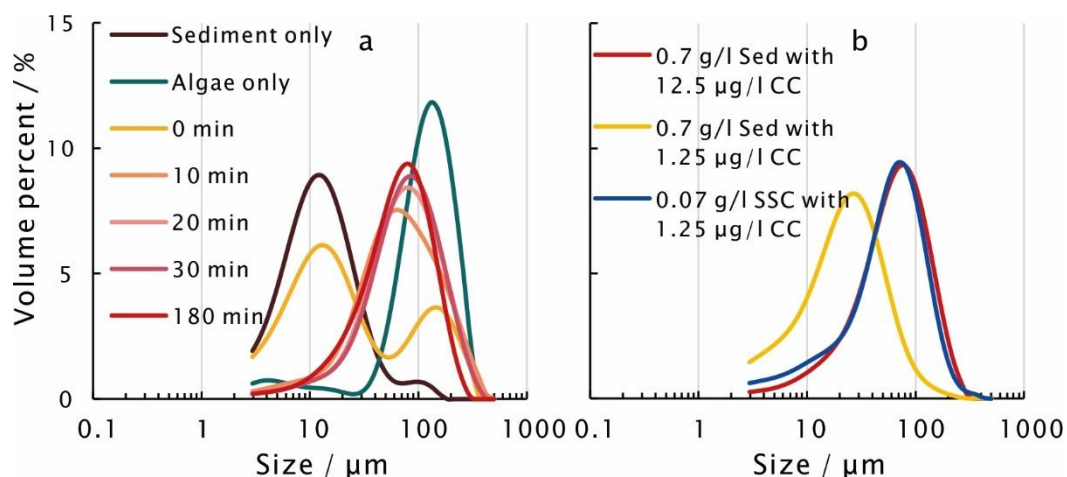 15
10
5
0
Volume percent / %
a
Sediment only
Algae only
0 min
10 min
20 min
30 min
180 min
0.1 1 10 100 1000
Size / µm
b
0.7 g/l Sed with
12.5 µg/l CC
0.7 g/l Sed with
1.25 µg/l CC
0.07 g/l SSC with
1.25 µg/l CC
0.1 1 10 100 1000
Size / µm